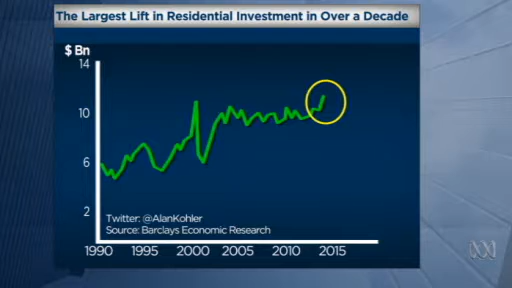 The Largest Lift in Residential Investment in Over a Decade
$ Bn
14
10
6
2
Twitter: @AlanKohler
Source: Barclays Economic Research
1990 1995 2000 2005 2010 2015